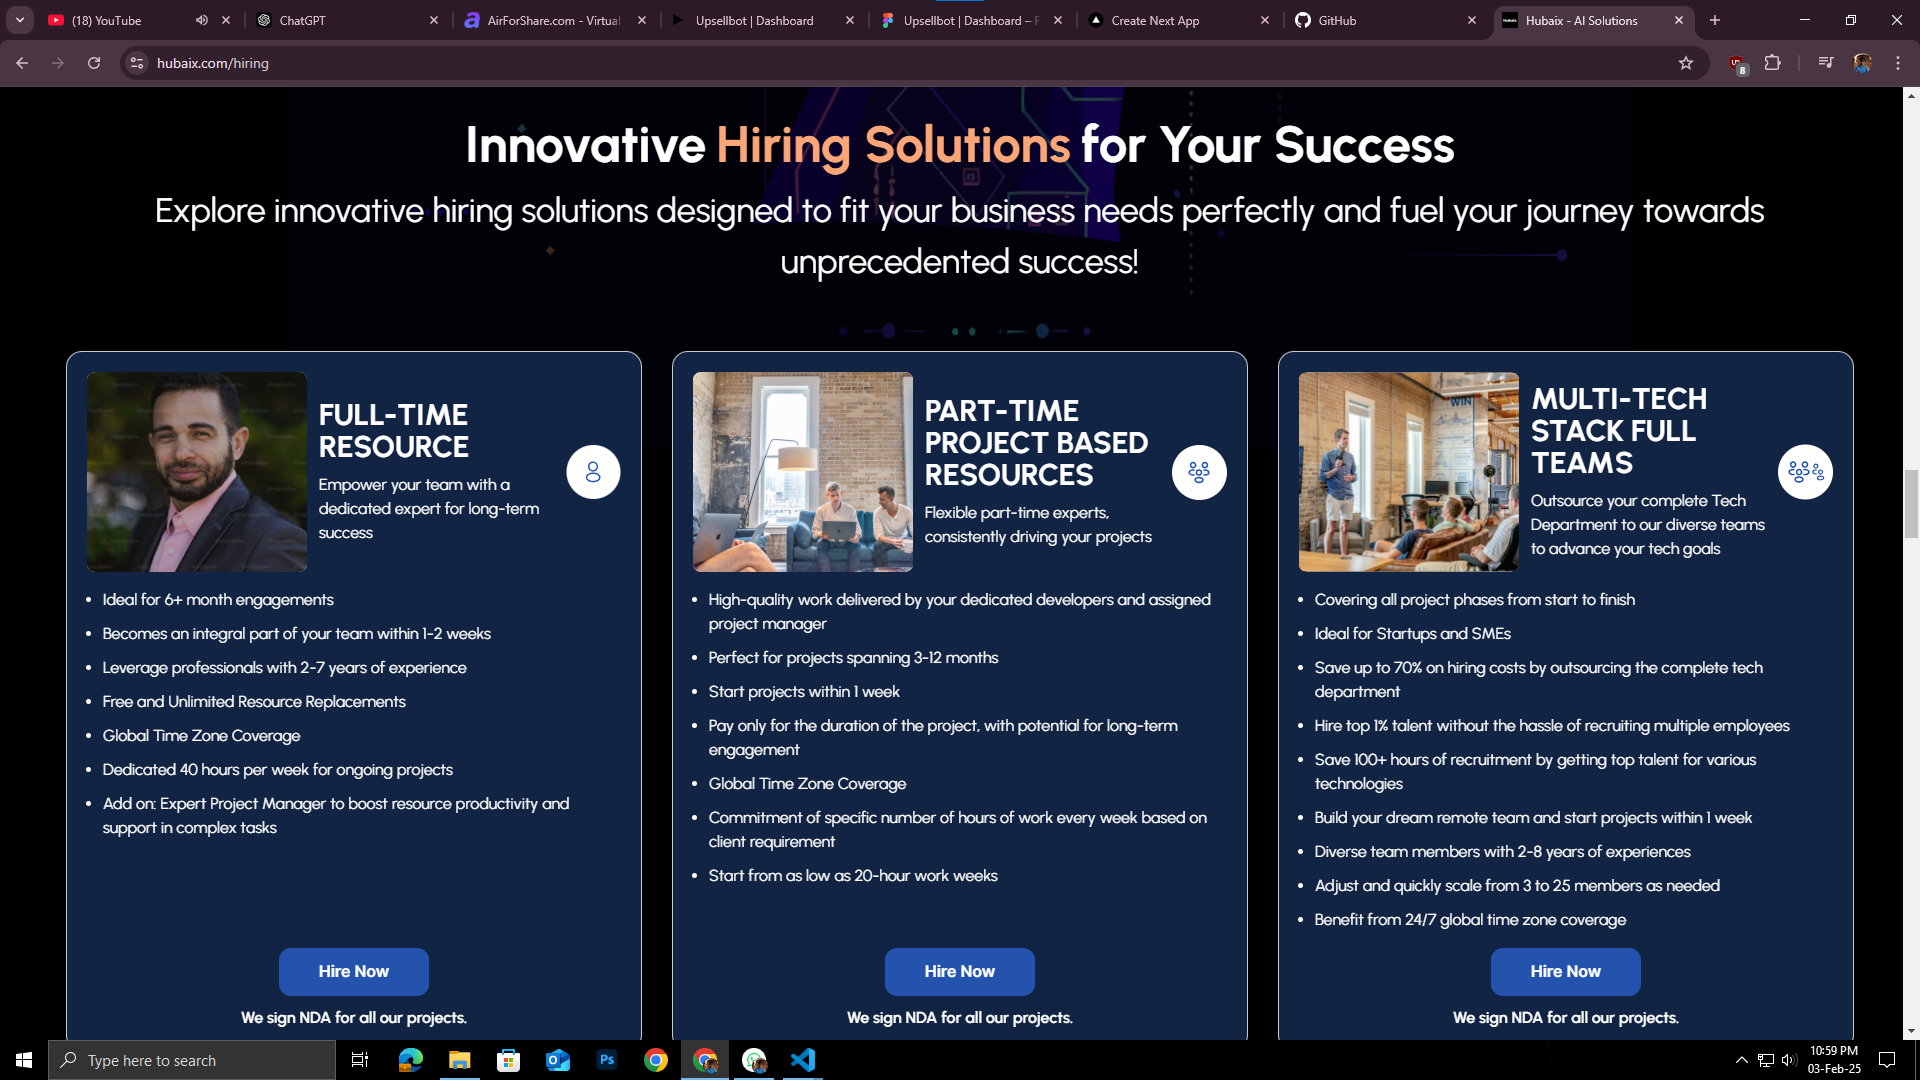 (18) YouTube
ChatGPT
AirForShare.com - Virtual
Upsellbot | Dashboard
Upsellbot | Dashboard – F
Create Next App
GitHub
Hubaix - AI Solutions
hubaix.com/hiring
8
Innovative Hiring Solutions for Your Success
Explore innovative hiring solutions designed to fit your business needs perfectly and fuel your journey towards
unprecedented success!
FULL-TIME
RESOURCE
Empower your team with a
dedicated expert for long-term
success
• Ideal for 6+ month engagements
• Becomes an integral part of your team within 1-2 weeks
• Leverage professionals with 2-7 years of experience
• Free and Unlimited Resource Replacements
• Global Time Zone Coverage
• Dedicated 40 hours per week for ongoing projects
• Add on: Expert Project Manager to boost resource productivity and
support in complex tasks
Hire Now
We sign NDA for all our projects.
PART-TIME
PROJECT BASED
RESOURCES
Flexible part-time experts,
consistently driving your projects
• High-quality work delivered by your dedicated developers and assigned
project manager
• Perfect for projects spanning 3-12 months
• Start projects within 1 week
• Pay only for the duration of the project, with potential for long-term
engagement
• Global Time Zone Coverage
• Commitment of specific number of hours of work every week based on
client requirement
• Start from as low as 20-hour work weeks
Hire Now
We sign NDA for all our projects.
WIN
MULTI-TECH
STACK FULL
TEAMS
Outsource your complete Tech
Department to our diverse teams
to advance your tech goals
• Covering all project phases from start to finish
• Ideal for Startups and SMEs
• Save up to 70% on hiring costs by outsourcing the complete tech
department
• Hire top 1% talent without the hassle of recruiting multiple employees
• Save 100+ hours of recruitment by getting top talent for various
technologies
• Build your dream remote team and start projects within 1 week
• Diverse team members with 2-8 years of experiences
• Adjust and quickly scale from 3 to 25 members as needed
• Benefit from 24/7 global time zone coverage
Hire Now
We sign NDA for all our projects.
Type here to search
Ps
10:59 PM
03-Feb-25